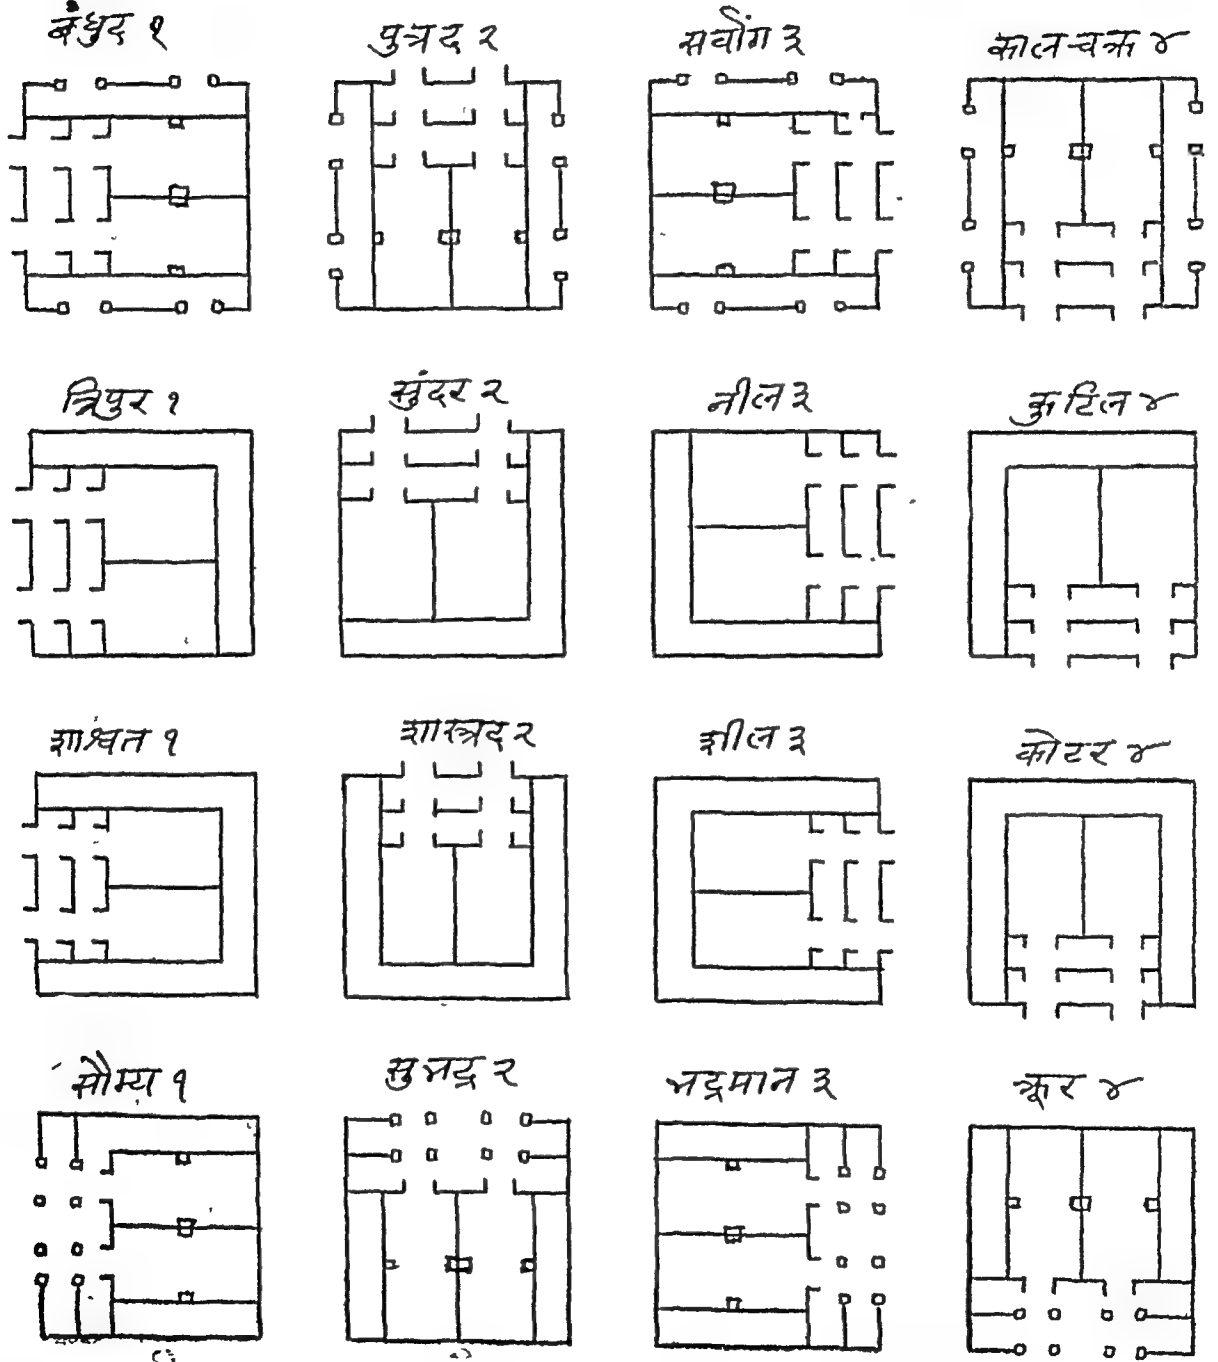 बंधुद १ पुत्रद २ सर्वांग ३ कालचक्र ४
त्रिपुर १ सुंदर २ नील ३ कुटिल ४
शाश्वत १ शास्त्रद २ शील ३ कोटर ४
सौम्य १ सुभद्र २ भद्रमान ३ क्रूर ४